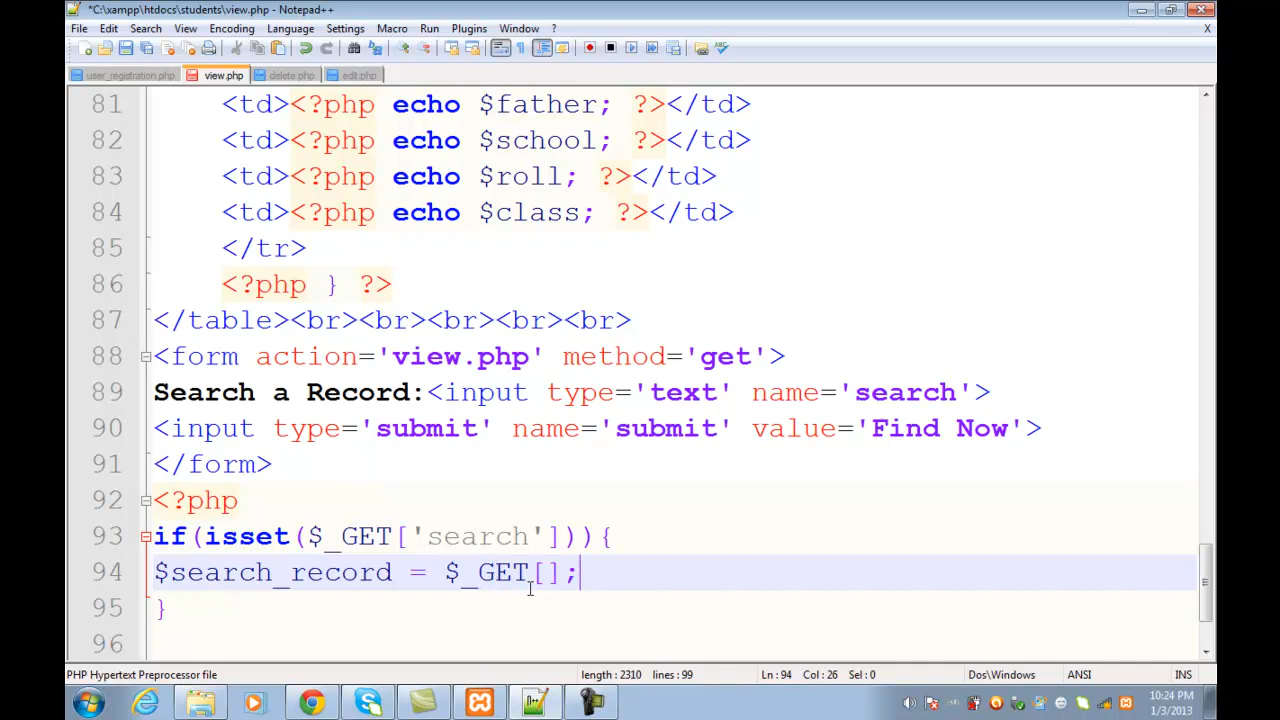 *C:\xampp\htdocs\students\view.php - Notepad++
File Edit Search View Encoding Language Settings Macro Run Plugins Window ?
X
user_registration.php view.php delete.php edit.php
81 <td><?php echo $father; ?></td>
82 <td><?php echo $school; ?></td>
83 <td><?php echo $roll; ?></td>
84 <td><?php echo $class; ?></td>
85 </tr>
86 <?php } ?>
87 </table><br><br><br><br><br>
88 <form action='view.php' method='get'>
89 Search a Record:<input type='text' name='search'>
90 <input type='submit' name='submit' value='Find Now'>
91 </form>
92 <?php
93 if(isset($_GET['search'])){
94 $search_record = $_GET[];
95 }
96
PHP Hypertext Preprocessor file length : 2310 lines : 99 Ln : 94 Col : 26 Sel : 0 Dos\Windows ANSI INS
10:24 PM
1/3/2013